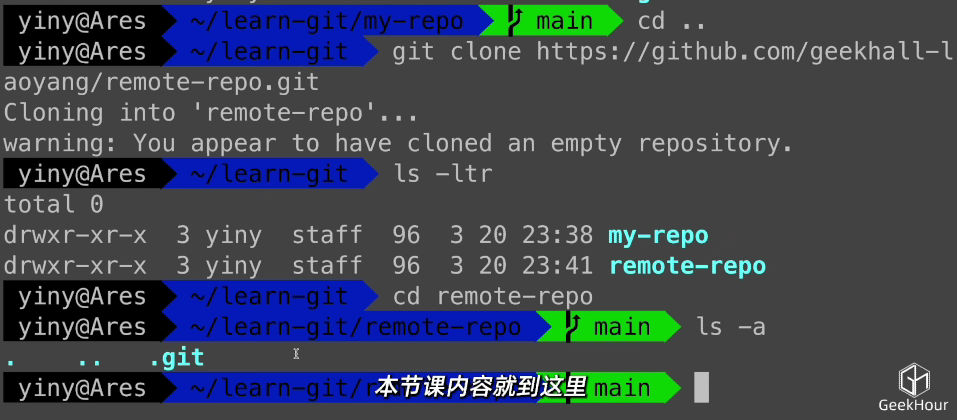 yiny@Ares ~/learn-git/my-repo main cd ..
yiny@Ares ~/learn-git git clone https://github.com/geekhall-l
aoyang/remote-repo.git
Cloning into 'remote-repo'...
warning: You appear to have cloned an empty repository.
yiny@Ares ~/learn-git ls -ltr
total 0
drwxr-xr-x 3 yiny staff 96 3 20 23:38 my-repo
drwxr-xr-x 3 yiny staff 96 3 20 23:41 remote-repo
yiny@Ares ~/learn-git cd remote-repo
yiny@Ares ~/learn-git/remote-repo main ls -a
. .. .git
yiny@Ares ~/learn-git/ main
本节课内容就到这里
GeekHour